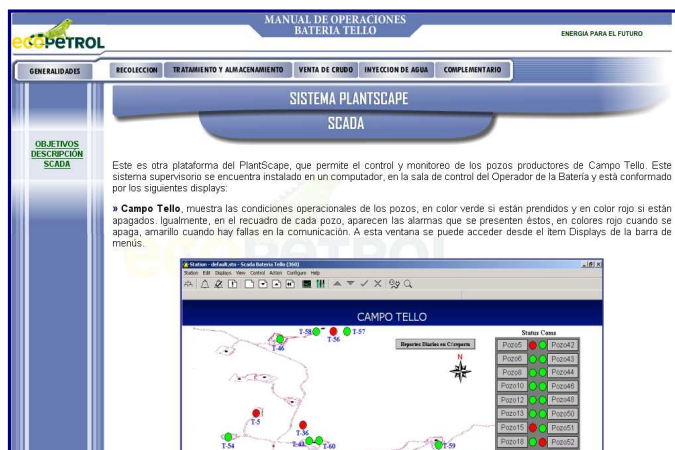 MANUAL DE OPERACIONES
BATERIA TELLO
ecoPETROL
ENERGIA PARA EL FUTURO
GENERALIDADES
RECOLECCION
TRATAMIENTO Y ALMACENAMIENTO
VENTA DE CRUDO
INYECCION DE AGUA
COMPLEMENTARIO
SISTEMA PLANTSCAPE
SCADA
OBJETIVOS
DESCRIPCIÓN
SCADA
Este es otra plataforma del PlantScape, que permite el control y monitoreo de los pozos productores de Campo Tello. Este
sistema supervisorio se encuentra instalado en un computador, en la sala de control del Operador de la Batería y está conformado
por los siguientes displays:
» Campo Tello, muestra las condiciones operacionales de los pozos, en color verde si están prendidos y en color rojo si están
apagados. Igualmente, en el recuadro de cada pozo, aparecen las alarmas que se presenten éstos, en colores rojo cuando se
apaga, amarillo cuando hay fallas en la comunicación. A esta ventana se puede acceder desde el ítem Displays de la barra de
menús.
ecoPETROL
Station - default.stn - Scada Bateria Tello (360)
Station Edit Displays View Control Action Configure Help
CAMPO TELLO
T-58
T-56
T-57
T-46
Reportes Diarios en C:\reporte
N
Status Coms
Pozo5 Pozo42
Pozo6 Pozo43
Pozo8 Pozo44
Pozo10 Pozo46
Pozo12 Pozo48
Pozo13 Pozo50
Pozo15 Pozo51
Pozo18 Pozo52
T-5
T-36
T-54
T-60
T-59